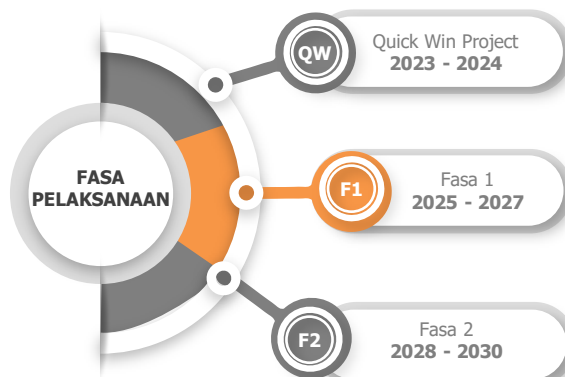 FASA
PELAKSANAAN
QW
Quick Win Project
2023 - 2024
F1
Fasa 1
2025 - 2027
F2
Fasa 2
2028 - 2030